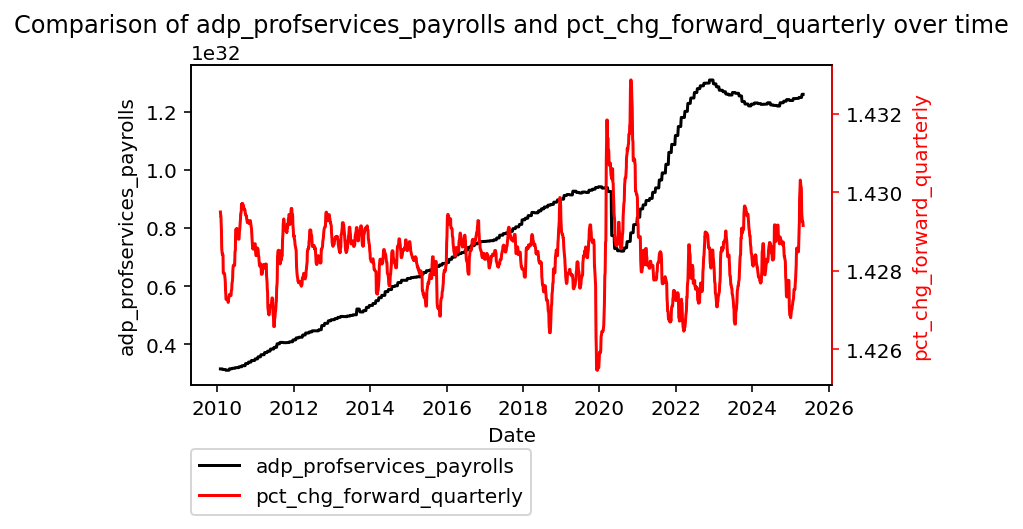 Comparison of adp_profservices_payrolls and pct_chg_forward_quarterly over time
1e32
1.2
1.0
0.8
0.6
0.4
adp_profservices_payrolls
1.432
1.430
1.428
1.426
pct_chg_forward_quarterly
2010 2012 2014 2016 2018 2020 2022 2024 2026
Date
adp_profservices_payrolls
pct_chg_forward_quarterly